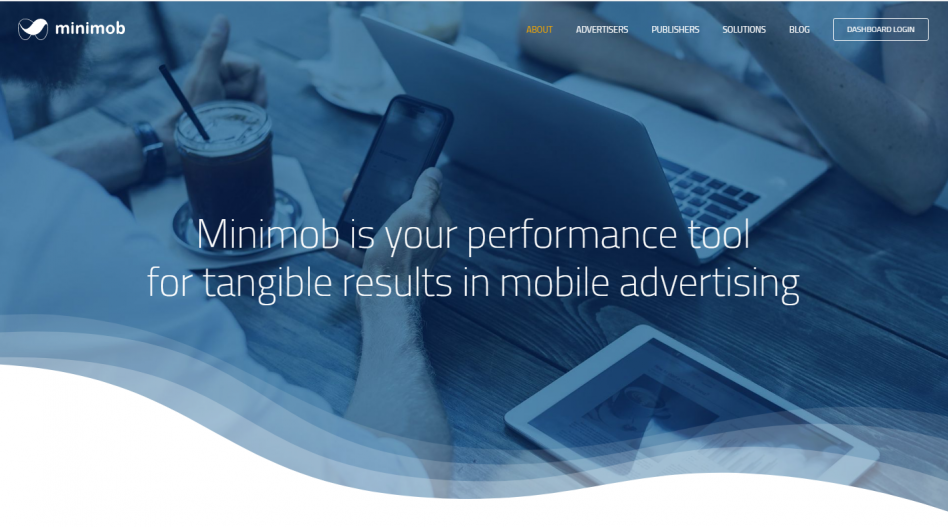 minimob
ABOUT ADVERTISERS PUBLISHERS SOLUTIONS BLOG DASHBOARD LOGIN
Minimob is your performance tool
for tangible results in mobile advertising